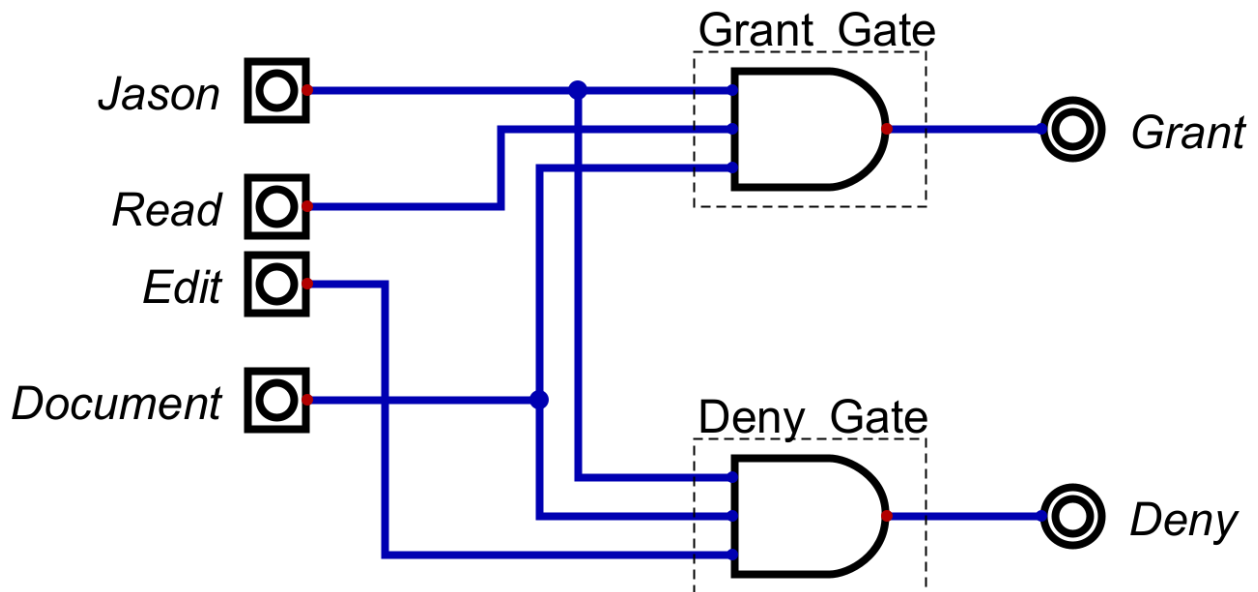 Grant Gate
Jason
Grant
Read
Edit
Document
Deny Gate
Deny